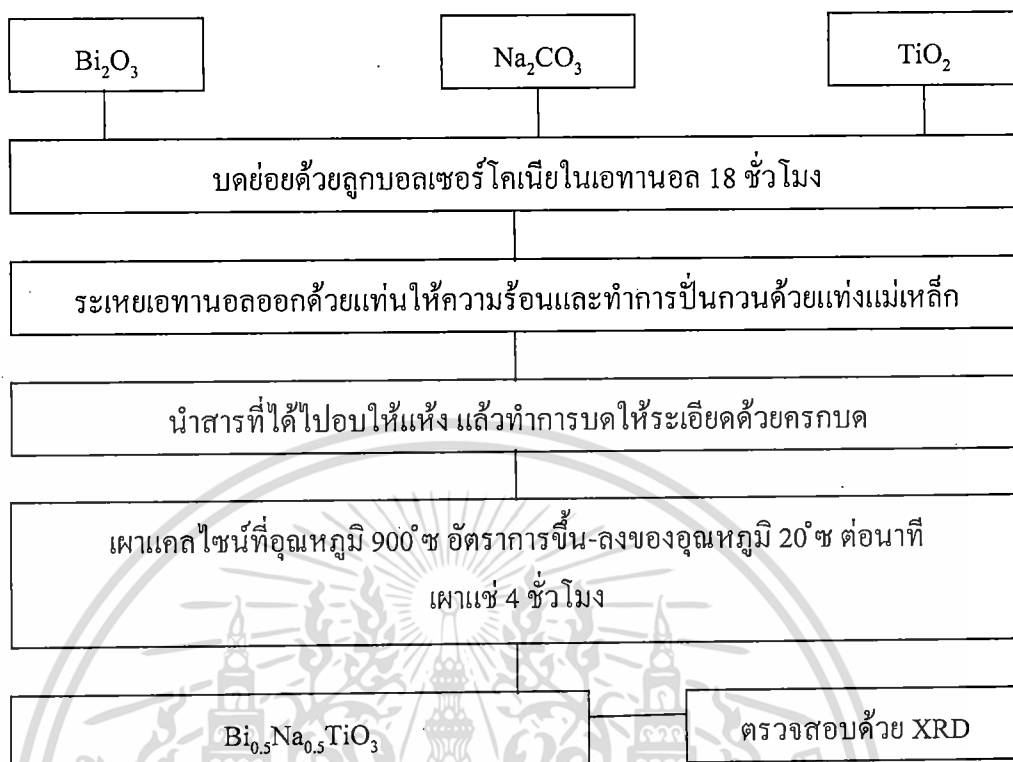 Bi₂O₃
Na₂CO₃
TiO₂
บดย่อยด้วยลูกบอลเซอร์โคเนียในเอทานอล 18 ชั่วโมง
ระเหยเอทานอลออกด้วยแท่นให้ความร้อนและทำการปั่นกวนด้วยแท่งแม่เหล็ก
นำสารที่ได้ไปอบให้แห้ง แล้วทำการบดให้ระเอียดด้วยครกบด
เผาแคลไซน์ที่อุณหภูมิ 900 ํซ อัตราการขึ้น-ลงของอุณหภูมิ 20 ํซ ต่อนาที
เผาแช่ 4 ชั่วโมง
Bi₀.₅Na₀.₅TiO₃
ตรวจสอบด้วย XRD